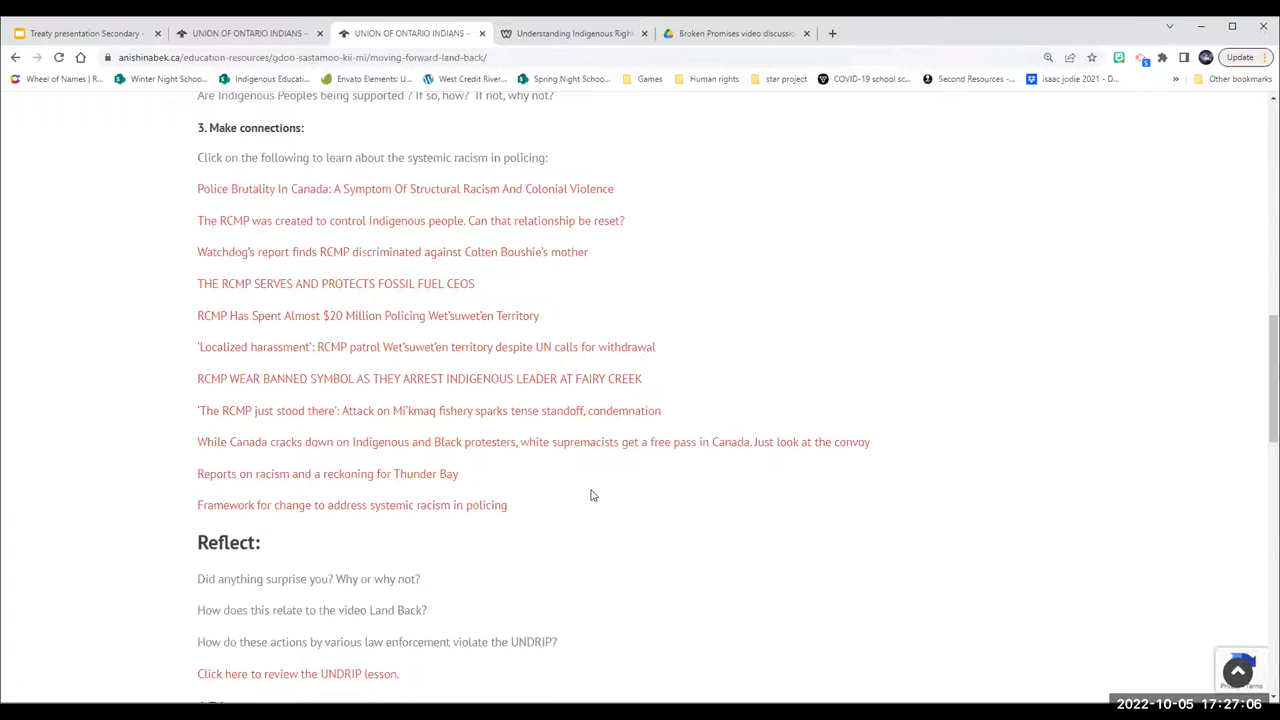 Treaty presentation Secondary -
UNION OF ONTARIO INDIANS –
UNION OF ONTARIO INDIANS –
Understanding Indigenous Rig
Broken Promises video discussi
anishinabek.ca/education-resources/gdoo-sastamoo-kii-mi/moving-forward-land-back/
Update
Wheel of Names | R...
Winter Night Schoo...
Indigenous Educati...
Envato Elements: U...
West Credit River...
Spring Night Schoo...
Games
Human rights
star project
COVID-19 school sc...
Second Resources -...
isaac jodie 2021 - D...
Other bookmarks
Are Indigenous Peoples being supported ? If so, how? If not, why not?
3. Make connections:
Click on the following to learn about the systemic racism in policing:
Police Brutality In Canada: A Symptom Of Structural Racism And Colonial Violence
The RCMP was created to control Indigenous people. Can that relationship be reset?
Watchdog's report finds RCMP discriminated against Colten Boushie's mother
THE RCMP SERVES AND PROTECTS FOSSIL FUEL CEOS
RCMP Has Spent Almost $20 Million Policing Wet'suwet'en Territory
'Localized harassment': RCMP patrol Wet'suwet'en territory despite UN calls for withdrawal
RCMP WEAR BANNED SYMBOL AS THEY ARREST INDIGENOUS LEADER AT FAIRY CREEK
'The RCMP just stood there': Attack on Mi'kmaq fishery sparks tense standoff, condemnation
While Canada cracks down on Indigenous and Black protesters, white supremacists get a free pass in Canada. Just look at the convoy
Reports on racism and a reckoning for Thunder Bay
Framework for change to address systemic racism in policing
Reflect:
Did anything surprise you? Why or why not?
How does this relate to the video Land Back?
How do these actions by various law enforcement violate the UNDRIP?
Click here to review the UNDRIP lesson.
2022-10-05 17:27:06